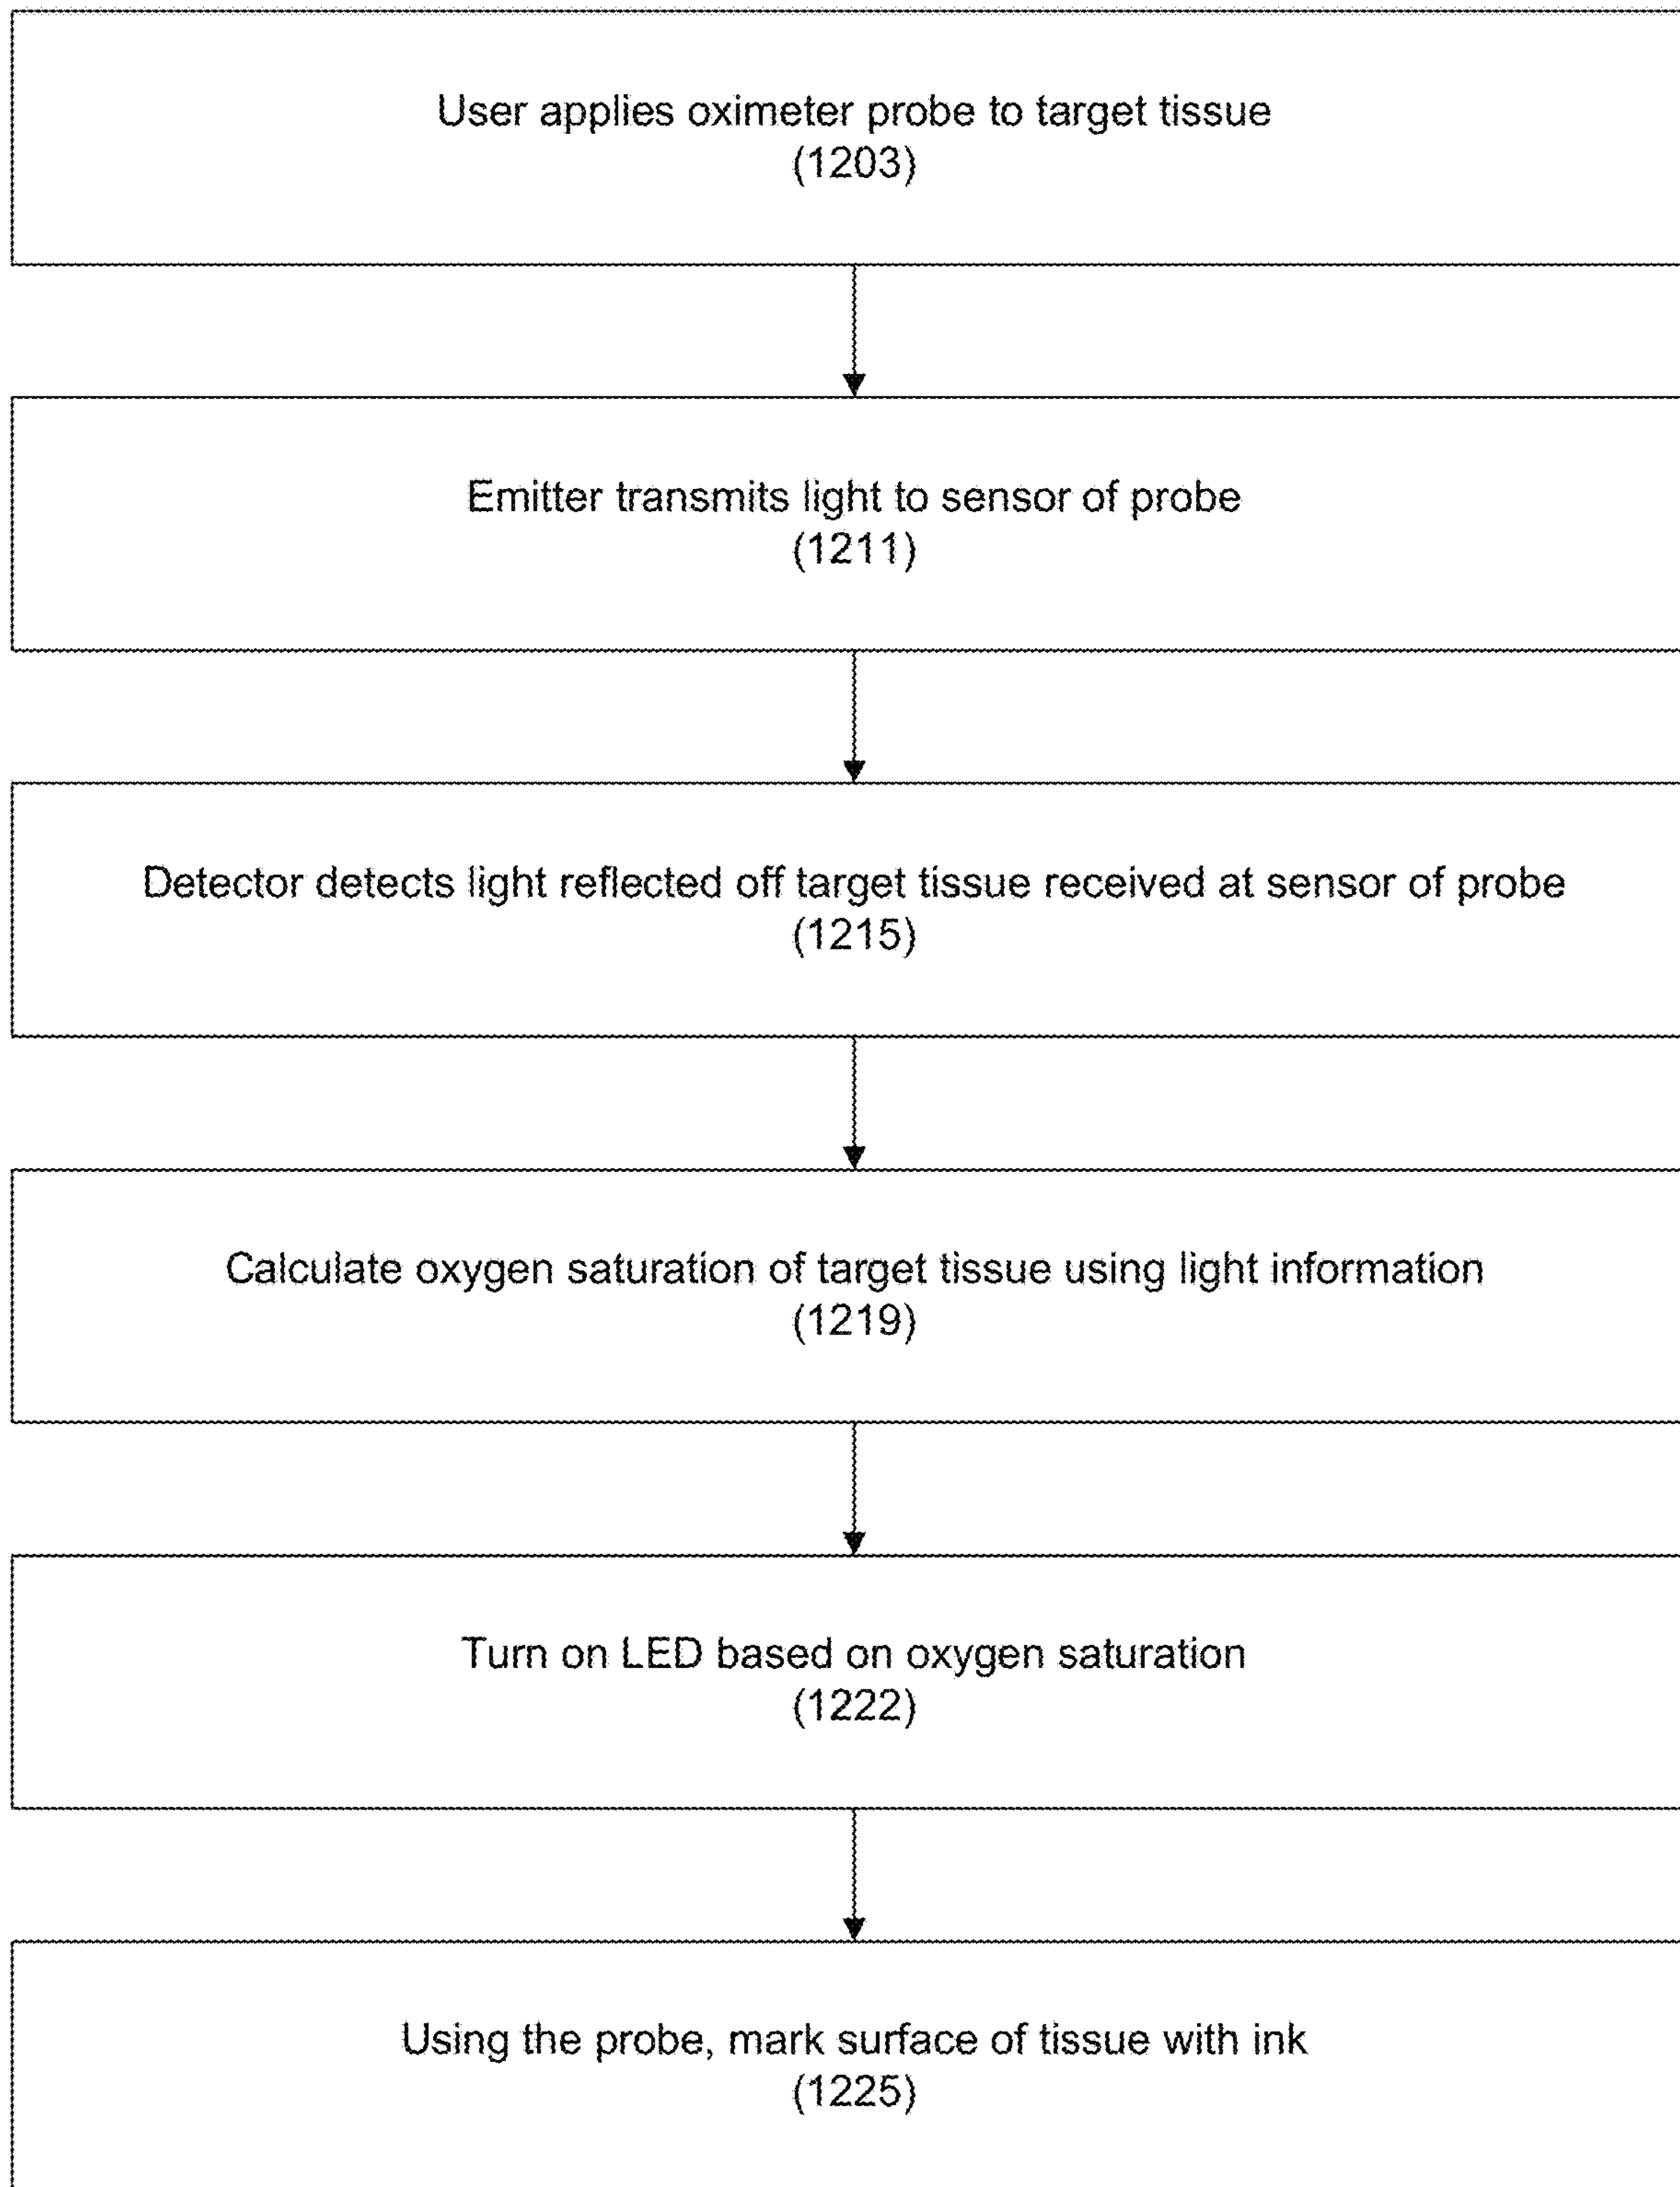 User applies oximeter probe to target tissue
(1203)
Emitter transmits light to sensor of probe
(1211)
Detector detects light reflected off target tissue received at sensor of probe
(1215)
Calculate oxygen saturation of target tissue using light information
(1219)
Turn on LED based on oxygen saturation
(1222)
Using the probe, mark surface of tissue with ink
(1225)